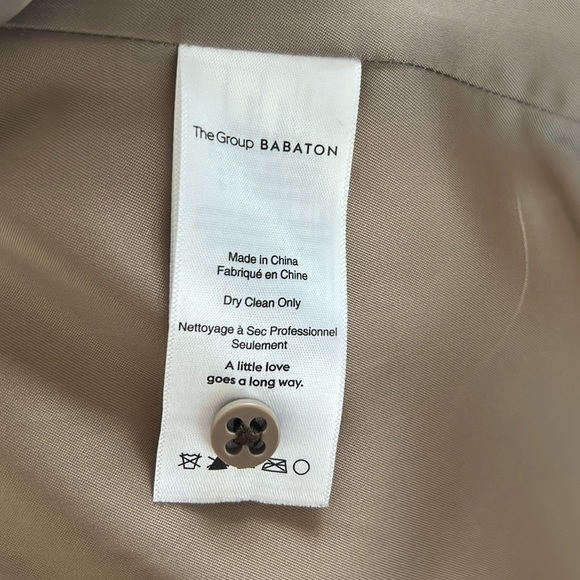 The Group BABATON
Made in China
Fabriqué en Chine
Dry Clean Only
Nettoyage à Sec Professionnel
Seulement
A little love
goes a long way.